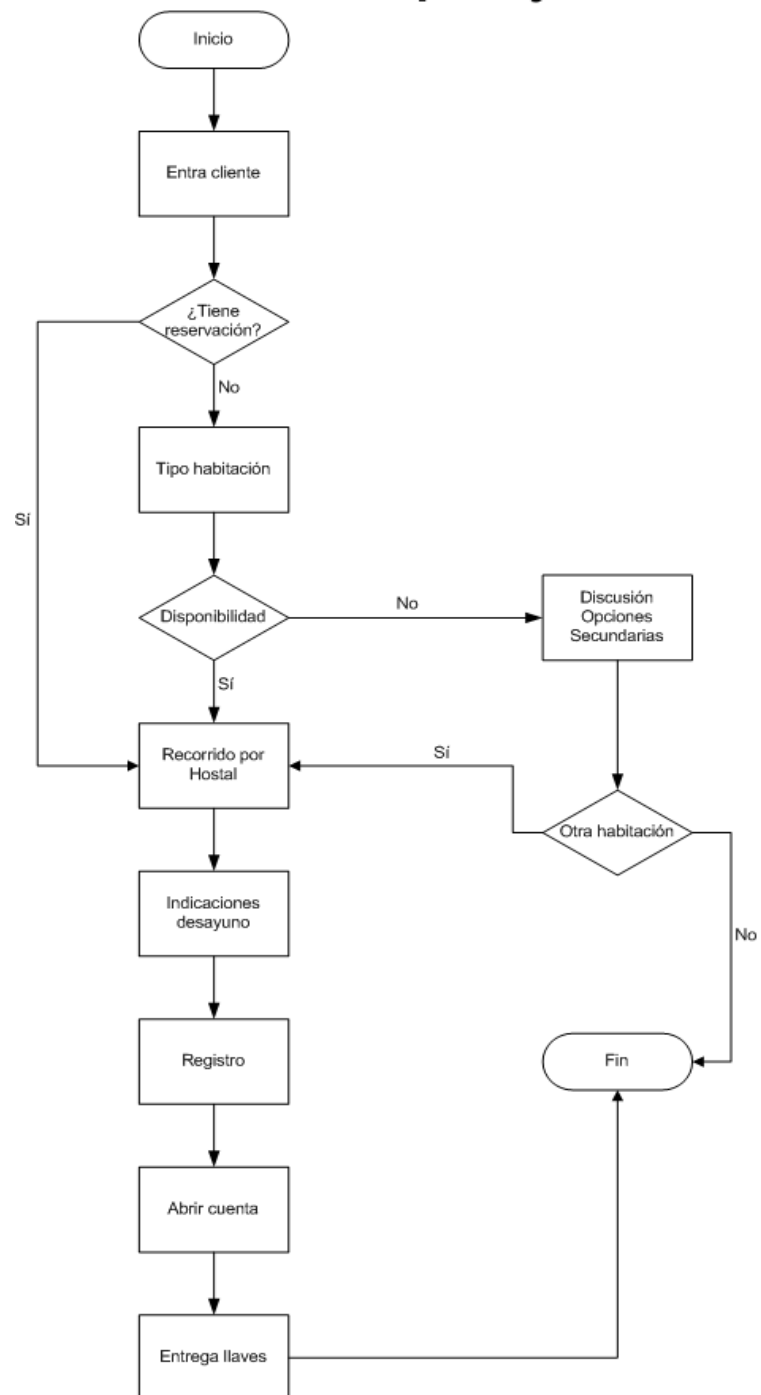 Inicio
Entra cliente
¿Tiene
reservación?
No
Tipo habitación
Sí
Disponibilidad
No
Discusión
Opciones
Secundarias
Sí
Recorrido por
Hostal
Sí
Otra habitación
No
Indicaciones
desayuno
Registro
Fin
Abrir cuenta
Entrega llaves